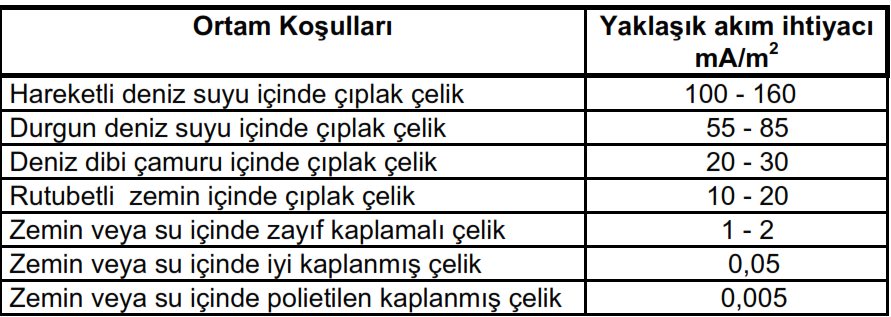 Ortam Koşulları Yaklaşık akım ihtiyacı
mA/m²
Hareketli deniz suyu içinde çıplak çelik 100 - 160
Durgun deniz suyu içinde çıplak çelik 55 - 85
Deniz dibi çamuru içinde çıplak çelik 20 - 30
Rutubetli zemin içinde çıplak çelik 10 - 20
Zemin veya su içinde zayıf kaplamalı çelik 1 - 2
Zemin veya su içinde iyi kaplanmış çelik 0,05
Zemin veya su içinde polietilen kaplanmış çelik 0,005